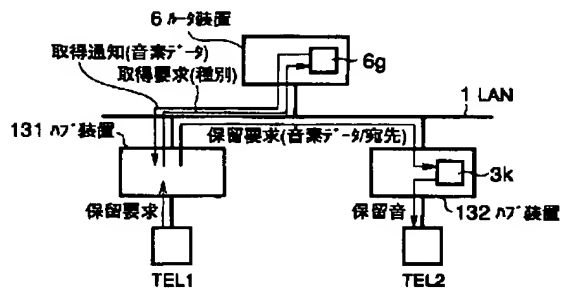 6 ルータ装置
取得通知(音素データ)
取得要求(種別)
6g
1 LAN
131 ハブ装置
保留要求(音素データ/宛先)
3k
保留要求
保留音
132 ハブ装置
TEL1
TEL2